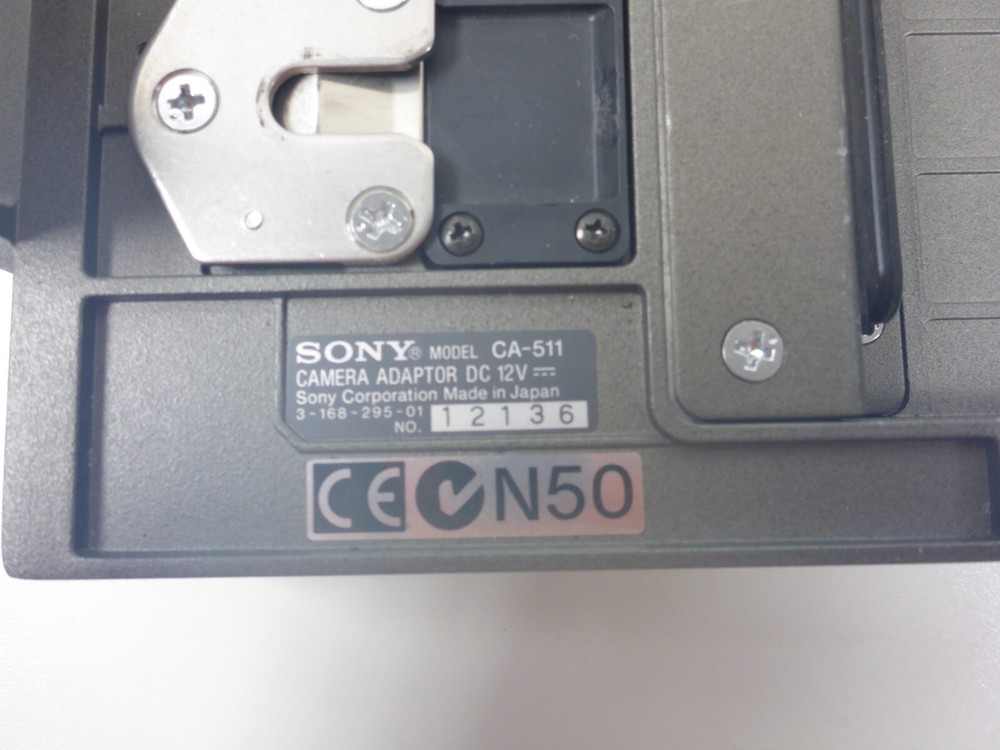 SONY® MODEL CA-511
CAMERA ADAPTOR DC 12V ⎓
Sony Corporation Made in Japan
3-168-295-01
NO. 12136
CE N50